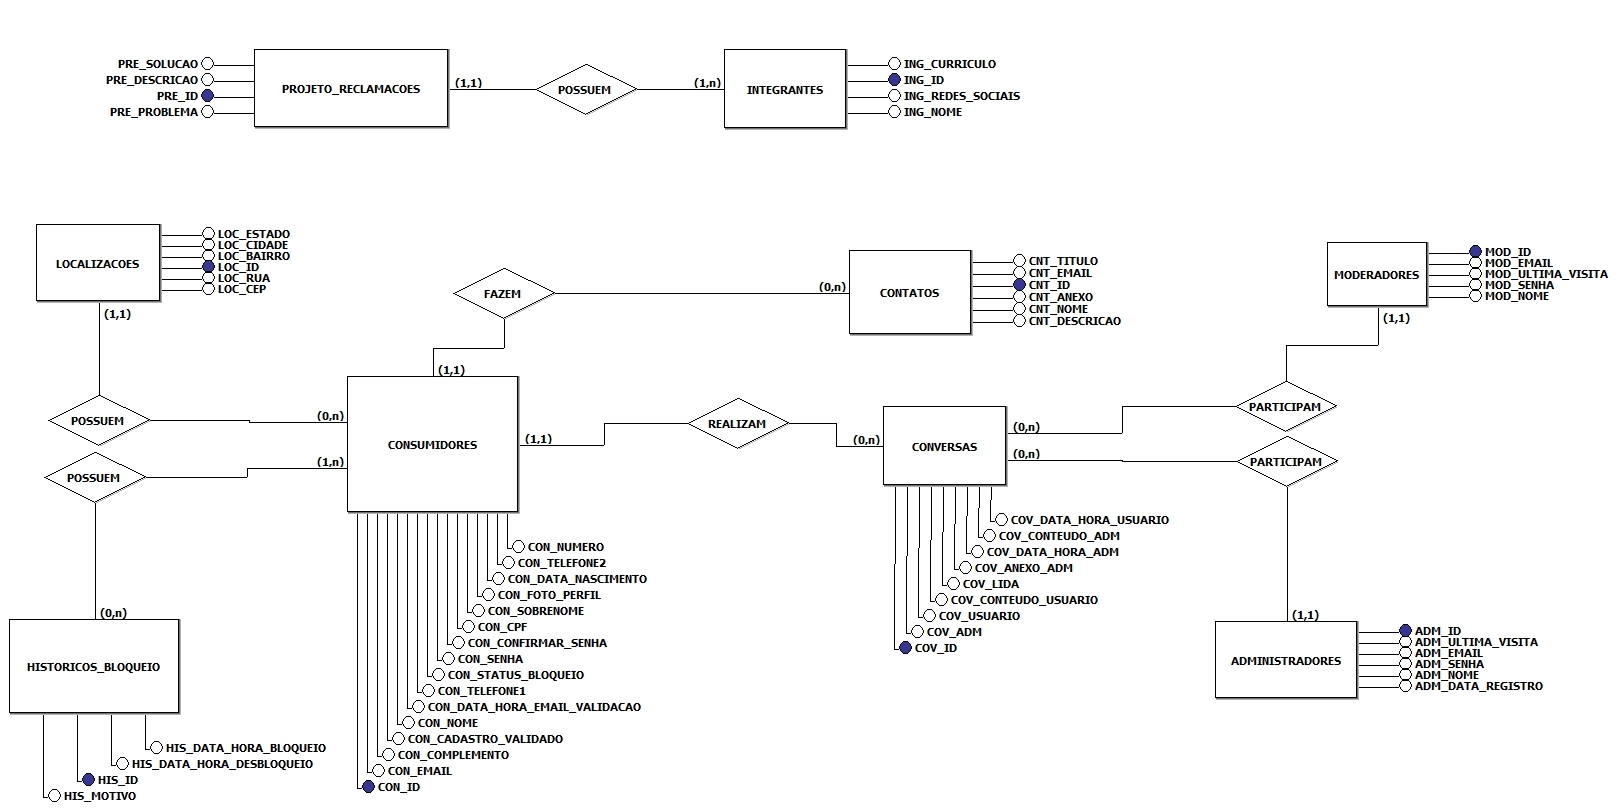 PRE_SOLUCAO
PRE_DESCRICAO
PRE_ID
PRE_PROBLEMA
PROJETO_RECLAMACOES
(1,1)
POSSUEM
(1,n)
INTEGRANTES
ING_CURRICULO
ING_ID
ING_REDES_SOCIAIS
ING_NOME
LOCALIZACOES
LOC_ESTADO
LOC_CIDADE
LOC_BAIRRO
LOC_ID
LOC_RUA
LOC_CEP
(1,1)
FAZEM
(0,n)
CONTATOS
CNT_TITULO
CNT_EMAIL
CNT_ID
CNT_ANEXO
CNT_NOME
CNT_DESCRICAO
MODERADORES
MOD_ID
MOD_EMAIL
MOD_ULTIMA_VISITA
MOD_SENHA
MOD_NOME
(1,1)
(1,1)
POSSUEM
(0,n)
POSSUEM
(1,n)
CONSUMIDORES
(1,1)
REALIZAM
(0,n)
CONVERSAS
(0,n)
(0,n)
PARTICIPAM
PARTICIPAM
CON_NUMERO
CON_TELEFONE2
CON_DATA_NASCIMENTO
CON_FOTO_PERFIL
CON_SOBRENOME
CON_CPF
CON_CONFIRMAR_SENHA
CON_SENHA
CON_STATUS_BLOQUEIO
CON_TELEFONE1
CON_DATA_HORA_EMAIL_VALIDACAO
CON_NOME
CON_CADASTRO_VALIDADO
CON_COMPLEMENTO
CON_EMAIL
CON_ID
COV_DATA_HORA_USUARIO
COV_CONTEUDO_ADM
COV_DATA_HORA_ADM
COV_ANEXO_ADM
COV_LIDA
COV_CONTEUDO_USUARIO
COV_USUARIO
COV_ADM
COV_ID
(1,1)
ADMINISTRADORES
ADM_ID
ADM_ULTIMA_VISITA
ADM_EMAIL
ADM_SENHA
ADM_NOME
ADM_DATA_REGISTRO
(0,n)
HISTORICOS_BLOQUEIO
HIS_DATA_HORA_BLOQUEIO
HIS_DATA_HORA_DESBLOQUEIO
HIS_ID
HIS_MOTIVO